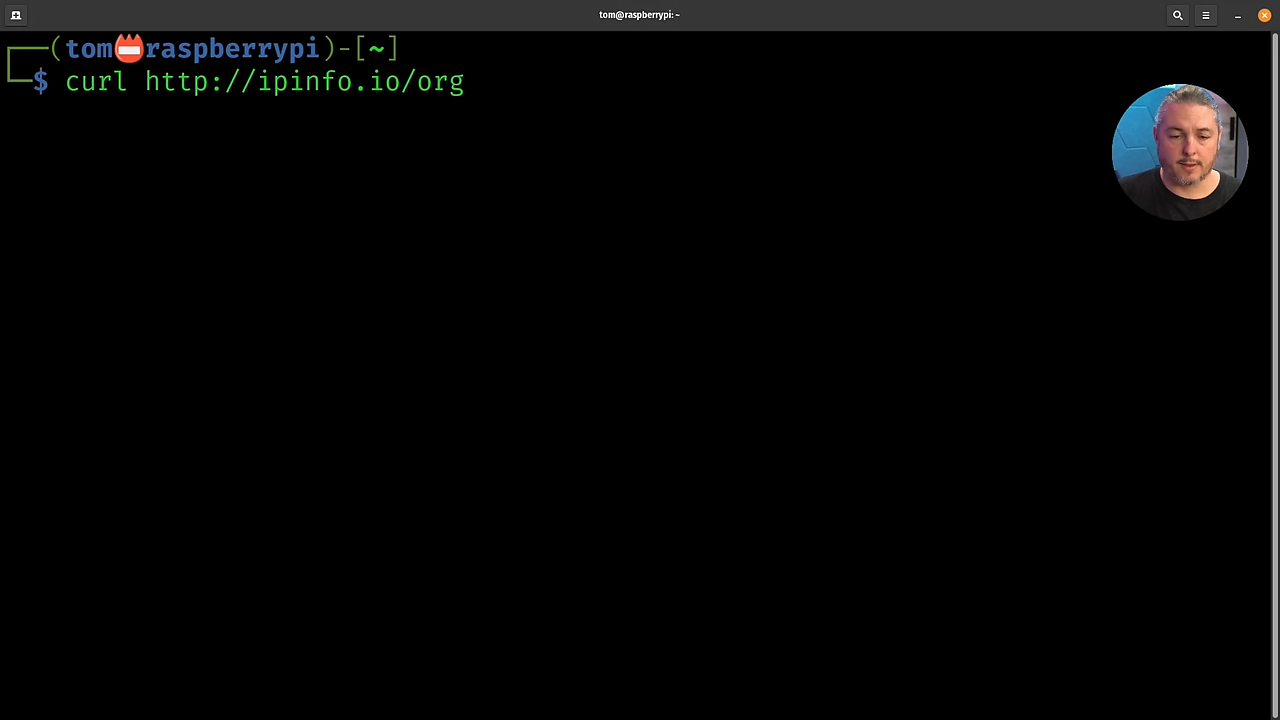 tom@raspberrypi: ~
(tom📛raspberrypi)-[~]
$ curl http://ipinfo.io/org